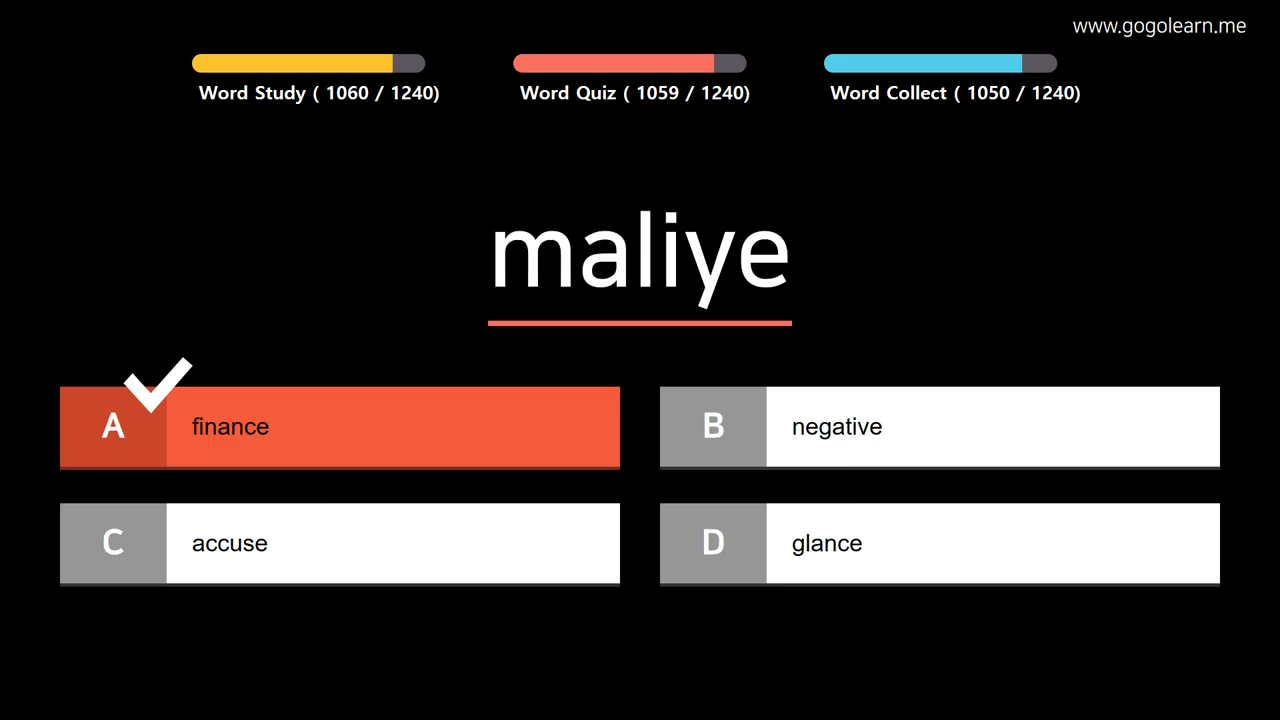 www.gogolearn.me
Word Study ( 1060 / 1240)
Word Quiz ( 1059 / 1240)
Word Collect ( 1050 / 1240)
maliye
A finance
B negative
C accuse
D glance